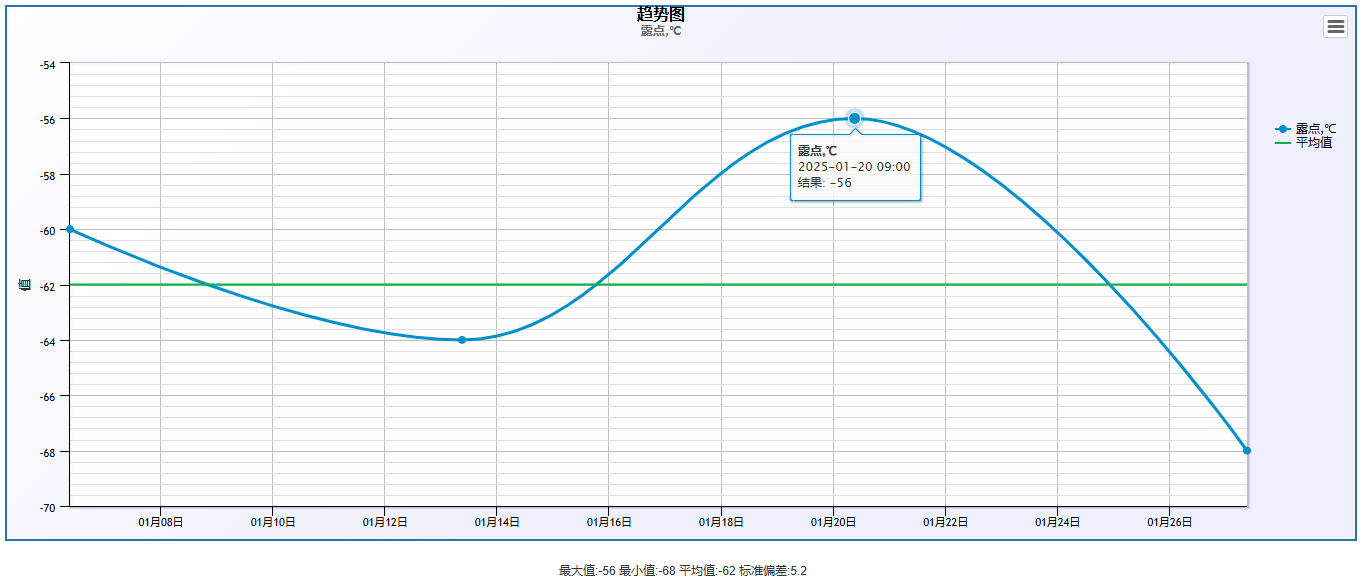 趋势图
露点,℃
-54
-56
-58
-60
-62
-64
-66
-68
-70
值
01月08日 01月10日 01月12日 01月14日 01月16日 01月18日 01月20日 01月22日 01月24日 01月26日
露点,℃
2025-01-20 09:00
结果: -56
露点,℃
平均值
最大值:-56 最小值:-68 平均值:-62 标准偏差:5.2